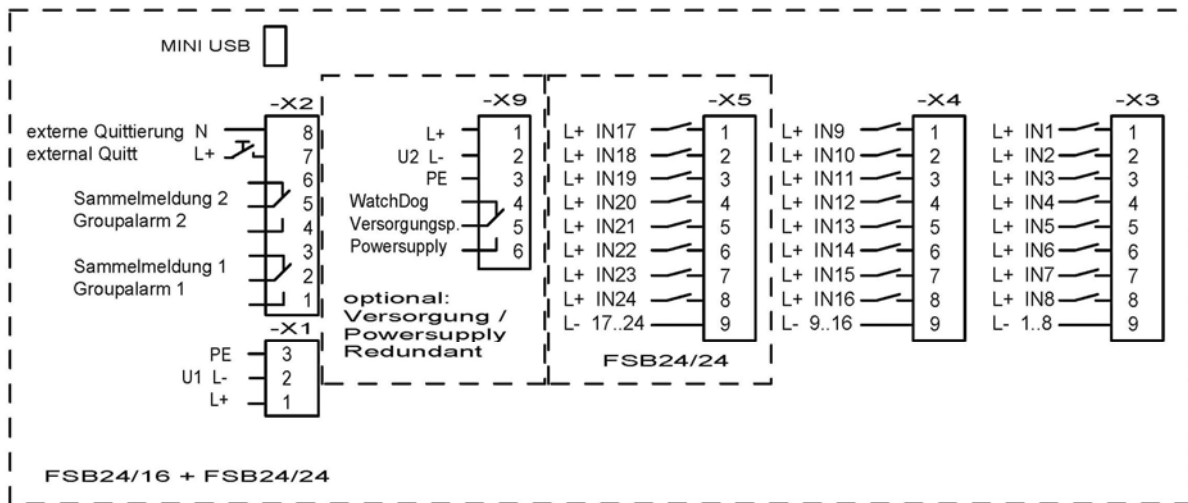 MINI USB
-X2
externe Quittierung N 8
external Quitt L+ 7
6
Sammelmeldung 2 5
Groupalarm 2 4
3
Sammelmeldung 1 2
Groupalarm 1 1
-X1
PE 3
U1 L- 2
L+ 1
-X9
L+ 1
U2 L- 2
PE 3
WatchDog 4
Versorgungsp. 5
Powersupply 6
optional:
Versorgung /
Powersupply
Redundant
-X5
L+ IN17 1
L+ IN18 2
L+ IN19 3
L+ IN20 4
L+ IN21 5
L+ IN22 6
L+ IN23 7
L+ IN24 8
L- 17..24 9
FSB24/24
-X4
L+ IN9 1
L+ IN10 2
L+ IN11 3
L+ IN12 4
L+ IN13 5
L+ IN14 6
L+ IN15 7
L+ IN16 8
L- 9..16 9
-X3
L+ IN1 1
L+ IN2 2
L+ IN3 3
L+ IN4 4
L+ IN5 5
L+ IN6 6
L+ IN7 7
L+ IN8 8
L- 1..8 9
FSB24/16 + FSB24/24